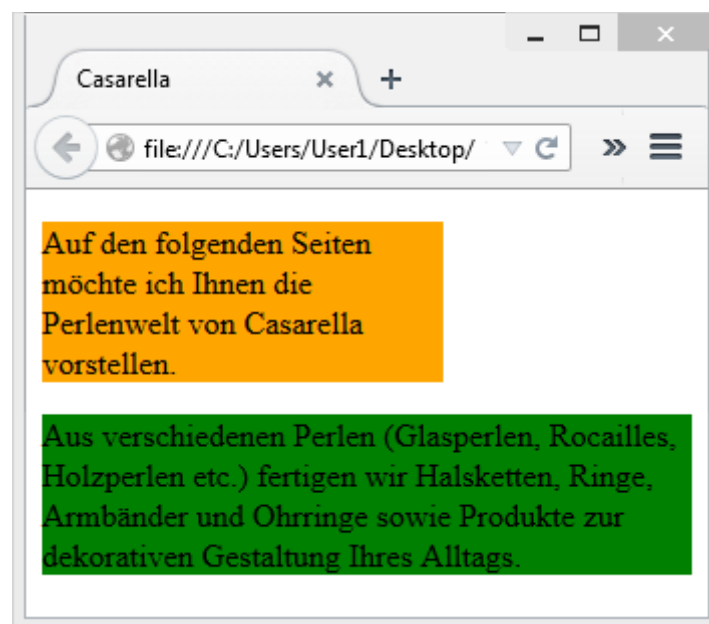 Casarella
file:///C:/Users/User1/Desktop/
Auf den folgenden Seiten
möchte ich Ihnen die
Perlenwelt von Casarella
vorstellen.
Aus verschiedenen Perlen (Glasperlen, Rocailles,
Holzperlen etc.) fertigen wir Halsketten, Ringe,
Armbänder und Ohrringe sowie Produkte zur
dekorativen Gestaltung Ihres Alltags.